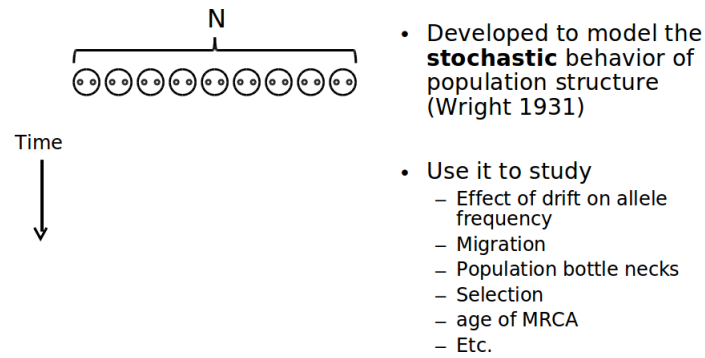 N
Time
• Developed to model the
stochastic behavior of
population structure
(Wright 1931)
• Use it to study
– Effect of drift on allele
frequency
– Migration
– Population bottle necks
– Selection
– age of MRCA
– Etc.